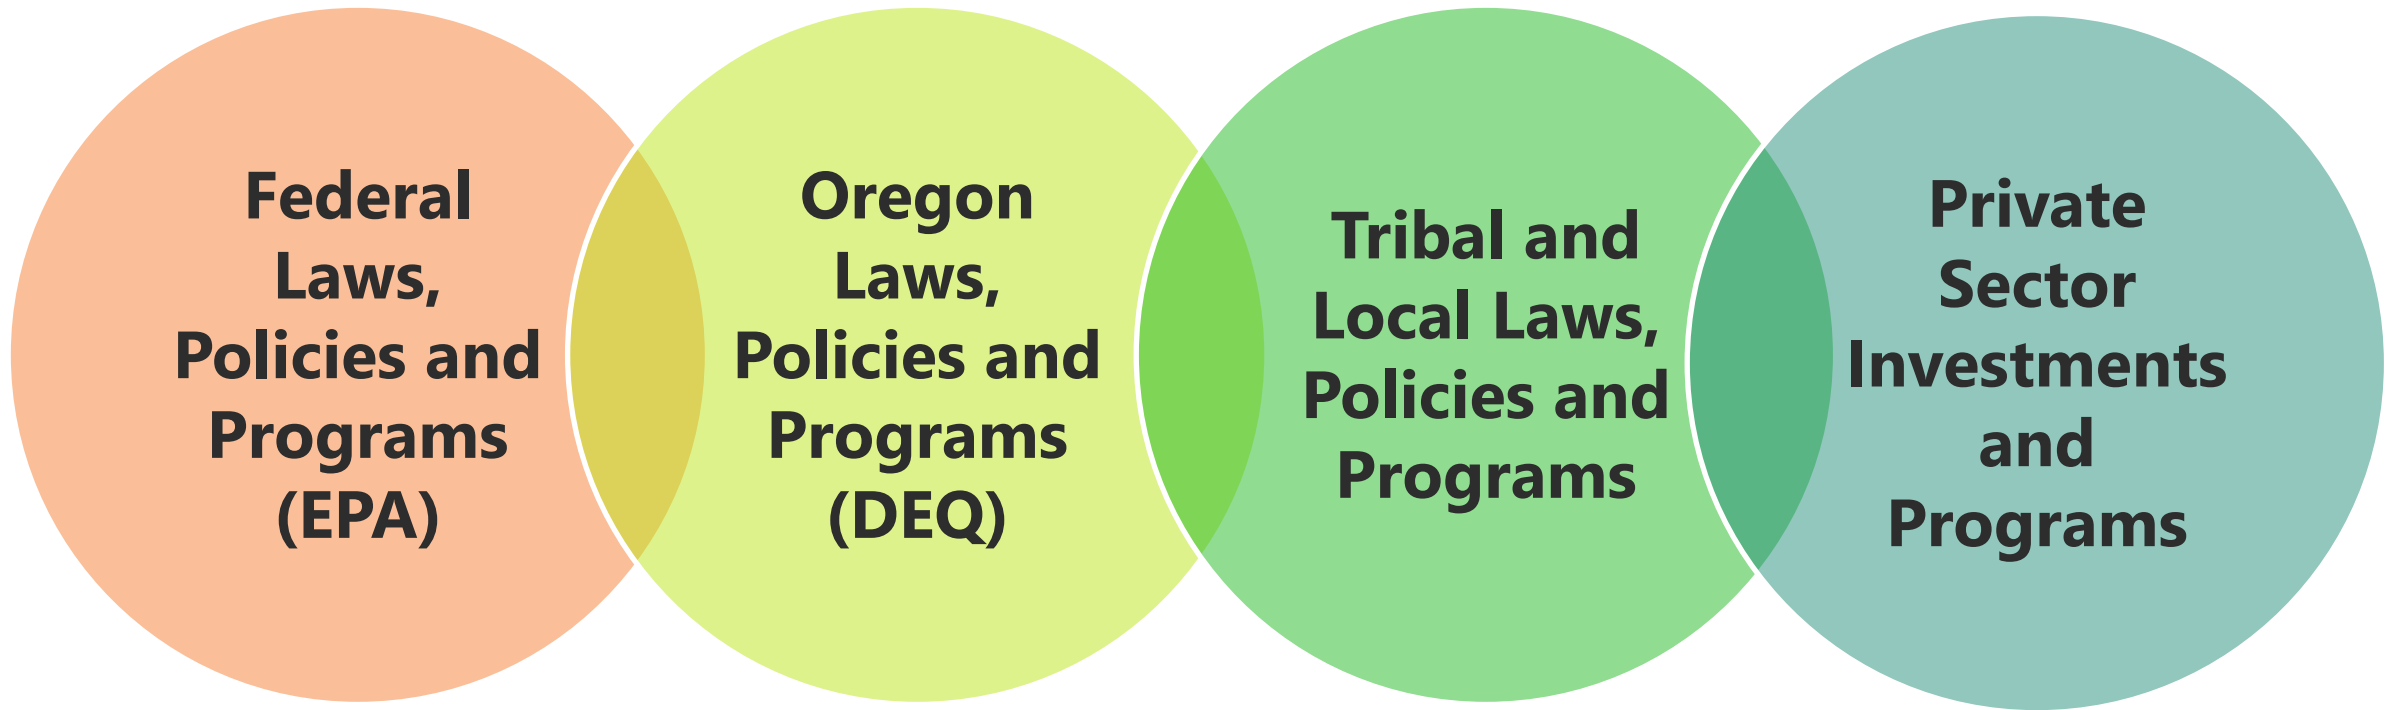 Federal
Laws,
Policies and
Programs
(EPA)
Oregon
Laws,
Policies and
Programs
(DEQ)
Tribal and
Local Laws,
Policies and
Programs
Private
Sector
Investments
and
Programs